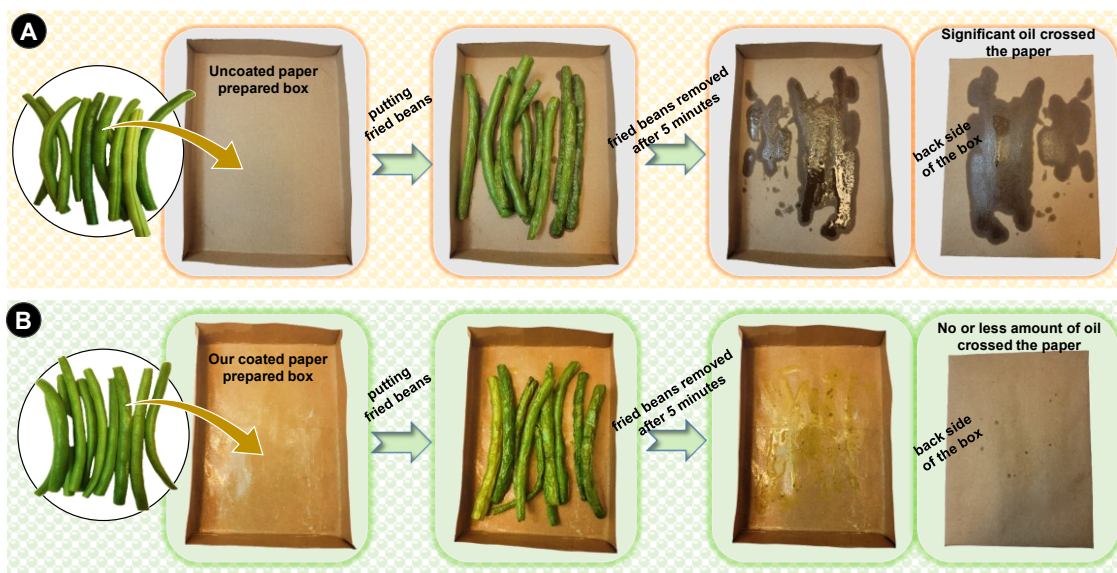 A
Uncoated paper
prepared box
putting
fried beans
fried beans removed
after 5 minutes
Significant oil crossed
the paper
back side
of the box
B
Our coated paper
prepared box
putting
fried beans
fried beans removed
after 5 minutes
No or less amount of oil
crossed the paper
back side
of the box